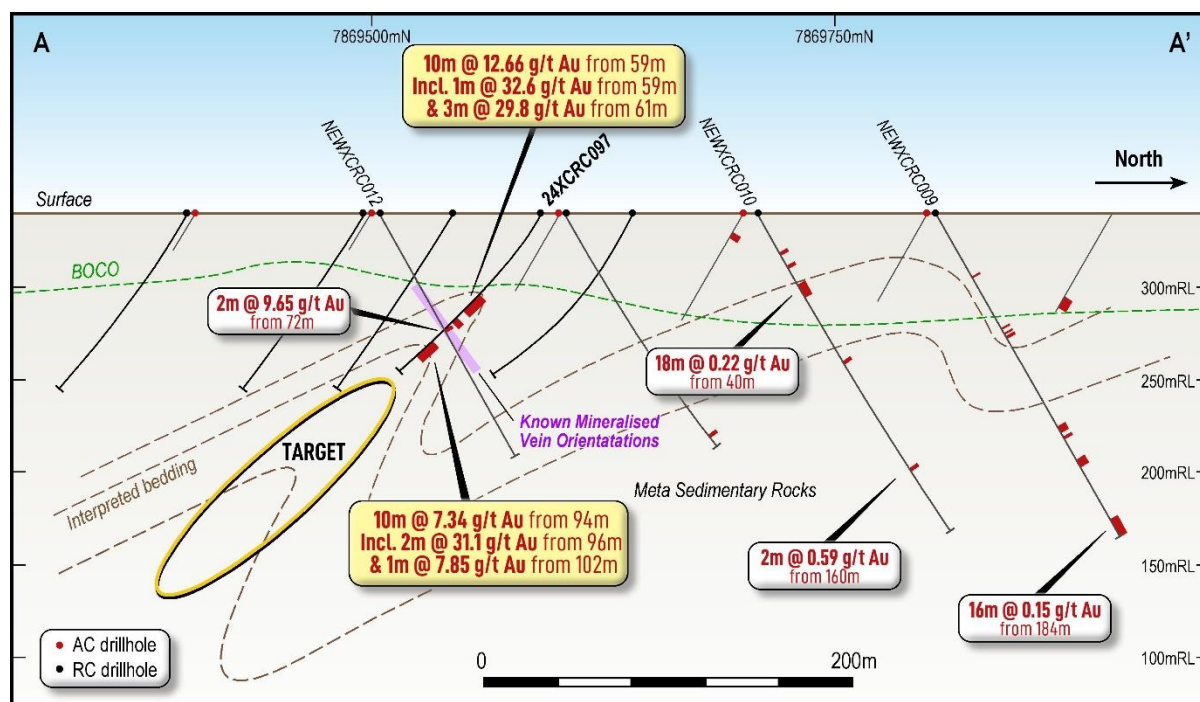 A
7869500mN
7869750mN
A'
10m @ 12.66 g/t Au from 59m
Incl. 1m @ 32.6 g/t Au from 59m
& 3m @ 29.8 g/t Au from 61m
NEWXCRC012
24XCRC097
NEWXCRC010
NEWXCRC009
North
Surface
BOCO
300mRL
2m @ 9.65 g/t Au
from 72m
18m @ 0.22 g/t Au
from 40m
250mRL
Known Mineralised
Vein Orientatations
TARGET
Interpreted bedding
200mRL
Meta Sedimentary Rocks
10m @ 7.34 g/t Au from 94m
Incl. 2m @ 31.1 g/t Au from 96m
& 1m @ 7.85 g/t Au from 102m
2m @ 0.59 g/t Au
from 160m
150mRL
16m @ 0.15 g/t Au
from 184m
AC drillhole
RC drillhole
0
200m
100mRL